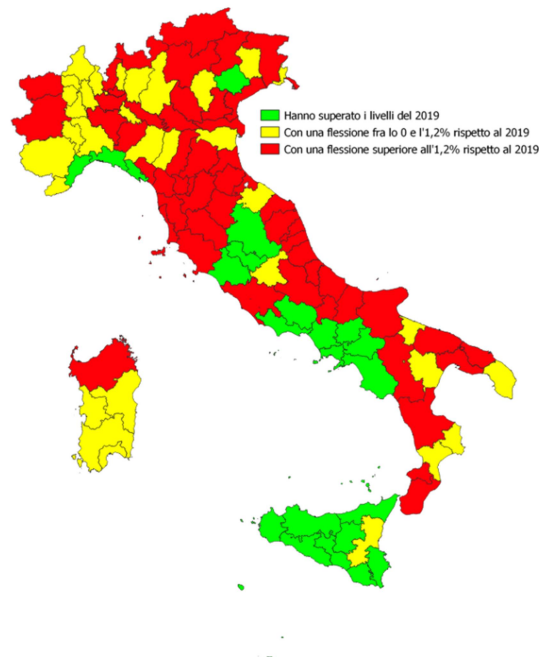 Hanno superato i livelli del 2019
Con una flessione fra lo 0 e l'1,2% rispetto al 2019
Con una flessione superiore all'1,2% rispetto al 2019